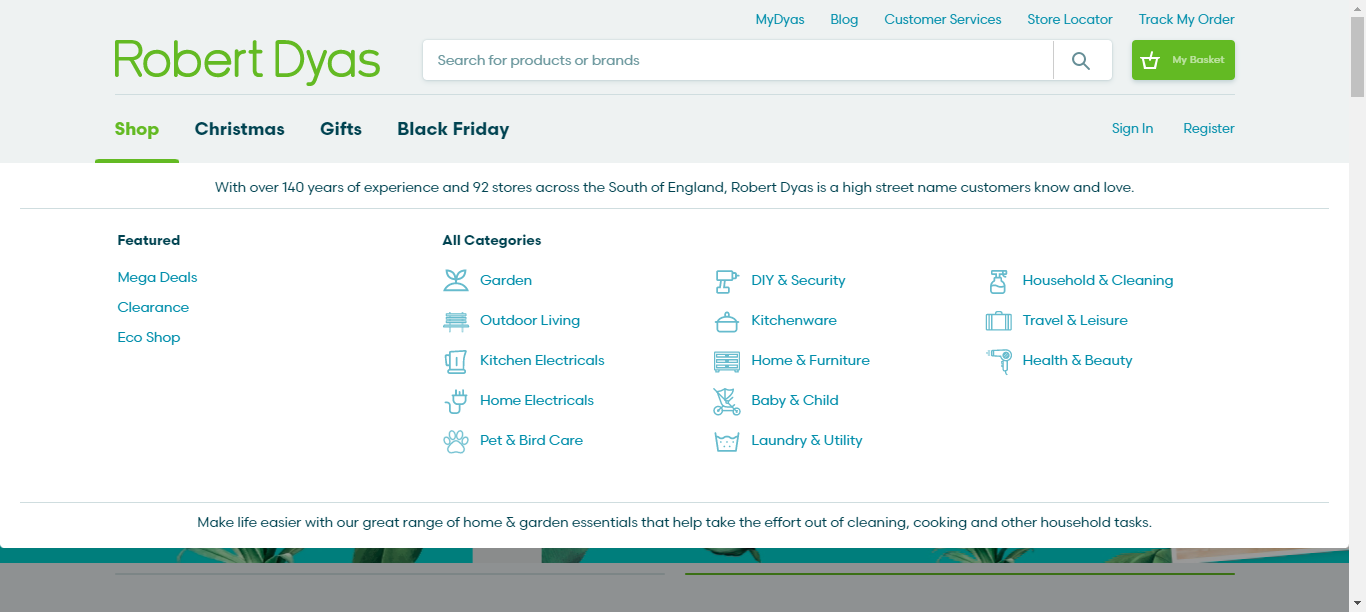 MyDyas Blog Customer Services Store Locator Track My Order
Robert Dyas
Search for products or brands
My Basket
Shop Christmas Gifts Black Friday
Sign In Register
With over 140 years of experience and 92 stores across the South of England, Robert Dyas is a high street name customers know and love.
Featured
Mega Deals
Clearance
Eco Shop
All Categories
Garden
Outdoor Living
Kitchen Electricals
Home Electricals
Pet & Bird Care
DIY & Security
Kitchenware
Home & Furniture
Baby & Child
Laundry & Utility
Household & Cleaning
Travel & Leisure
Health & Beauty
Make life easier with our great range of home & garden essentials that help take the effort out of cleaning, cooking and other household tasks.